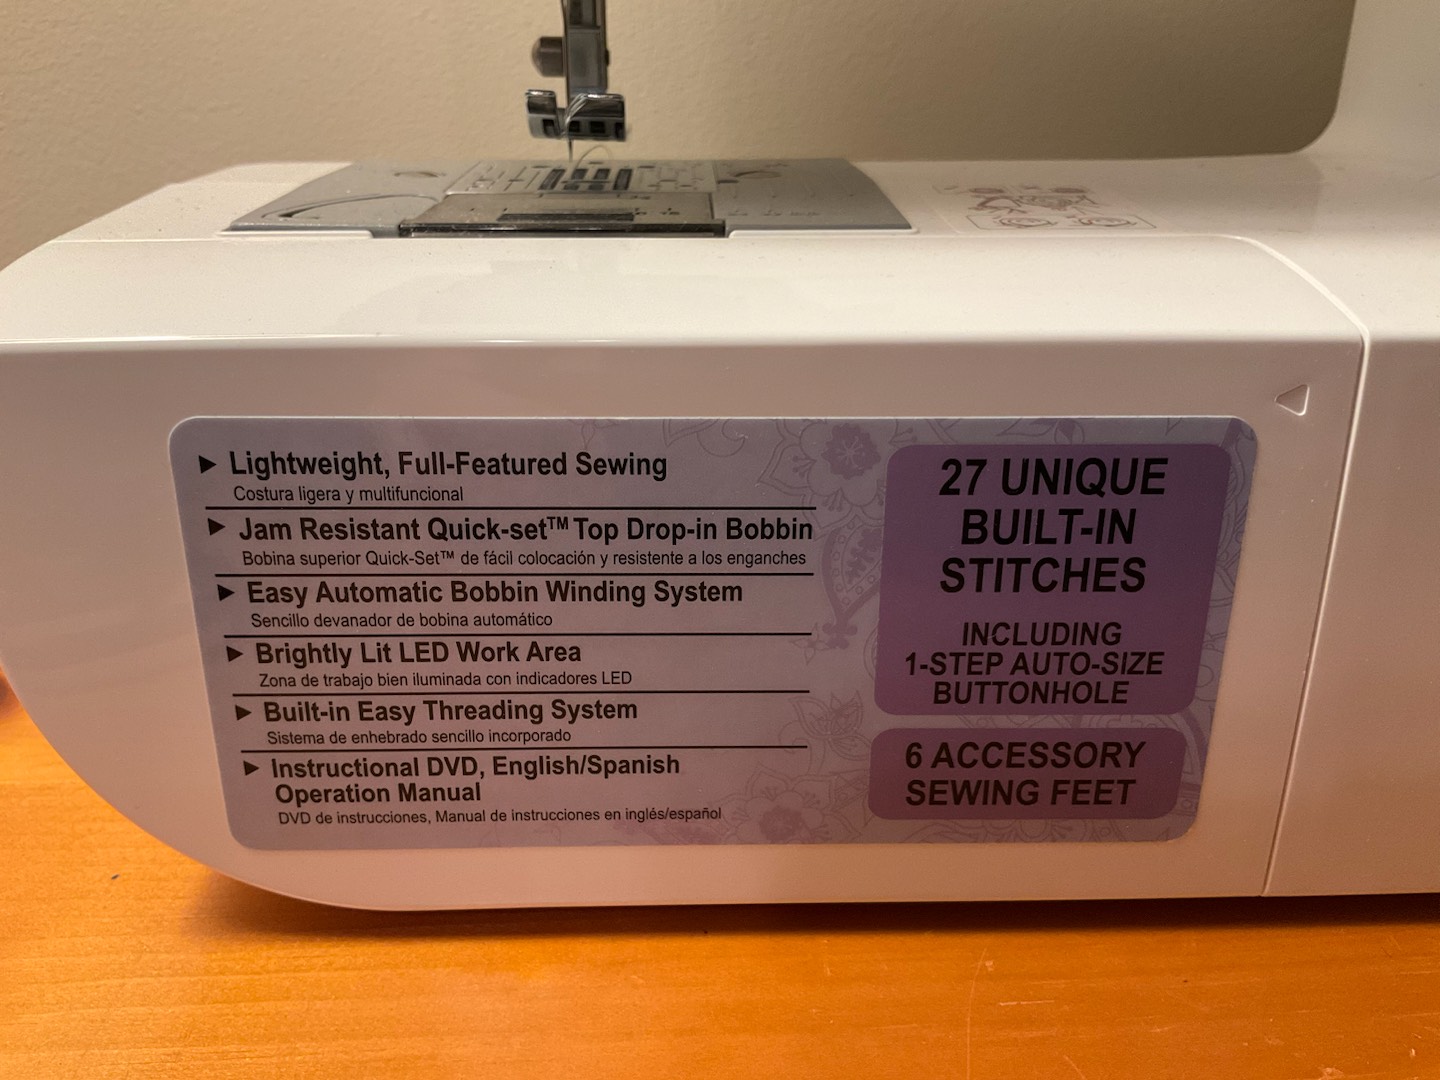 ▶ Lightweight, Full-Featured Sewing
Costura ligera y multifuncional
▶ Jam Resistant Quick-set™ Top Drop-in Bobbin
Bobina superior Quick-Set™ de fácil colocación y resistente a los enganches
▶ Easy Automatic Bobbin Winding System
Sencillo devanador de bobina automático
▶ Brightly Lit LED Work Area
Zona de trabajo bien iluminada con indicadores LED
▶ Built-in Easy Threading System
Sistema de enhebrado sencillo incorporado
▶ Instructional DVD, English/Spanish
Operation Manual
DVD de instrucciones, Manual de instrucciones en inglés/español
27 UNIQUE
BUILT-IN
STITCHES
INCLUDING
1-STEP AUTO-SIZE
BUTTONHOLE
6 ACCESSORY
SEWING FEET